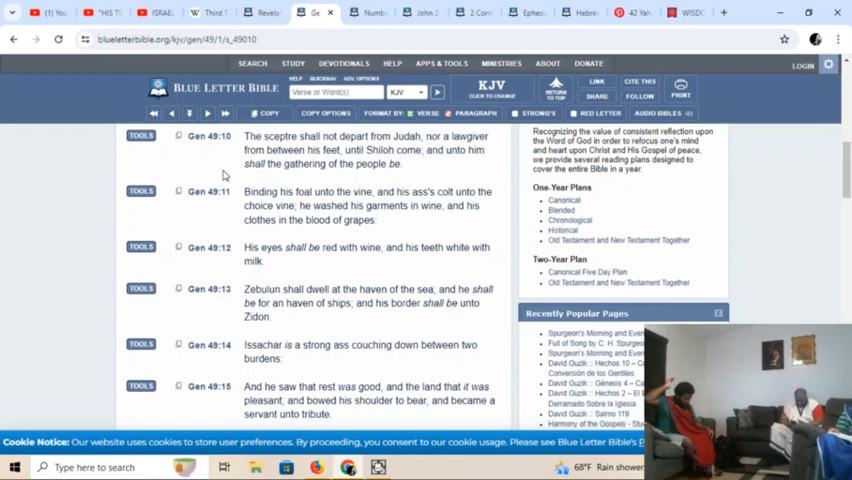 (1) You
"HIS TI
ISRAEL
Third T
Revela
Ge
Numb
John 2
2 Cori
Ephes
Hebre
42 Yah
WISDO
blueletterbible.org/kjv/gen/49/1/s_49010
SEARCH STUDY DEVOTIONALS HELP APPS & TOOLS MINISTRIES ABOUT DONATE LOGIN
BLUE LETTER BIBLE
HELP QUICKNAV ADV. OPTIONS
Verse or Word(s) KJV
KJV
CLICK TO CHANGE
RETURN
TO TOP
LINK
SHARE
CITE THIS
FOLLOW
PRINT
COPY COPY OPTIONS FORMAT BY: VERSE PARAGRAPH STRONG'S RED LETTER AUDIO BIBLES
TOOLS Gen 49:10 The sceptre shall not depart from Judah, nor a lawgiver
from between his feet, until Shiloh come; and unto him
shall the gathering of the people be.
TOOLS Gen 49:11 Binding his foal unto the vine, and his ass's colt unto the
choice vine; he washed his garments in wine, and his
clothes in the blood of grapes:
TOOLS Gen 49:12 His eyes shall be red with wine, and his teeth white with
milk.
TOOLS Gen 49:13 Zebulun shall dwell at the haven of the sea; and he shall
be for an haven of ships; and his border shall be unto
Zidon.
TOOLS Gen 49:14 Issachar is a strong ass couching down between two
burdens:
TOOLS Gen 49:15 And he saw that rest was good, and the land that it was
pleasant; and bowed his shoulder to bear, and became a
servant unto tribute.
Recognizing the value of consistent reflection upon
the Word of God in order to refocus one's mind
and heart upon Christ and His Gospel of peace,
we provide several reading plans designed to
cover the entire Bible in a year.
One-Year Plans
Canonical
Blended
Chronological
Historical
Old Testament and New Testament Together
Two-Year Plan
Canonical Five Day Plan
Old Testament and New Testament Together
Recently Popular Pages
Spurgeon's Morning and Even
Full of Song by C. H. Spurgeo
Spurgeon's Morning and Even
David Guzik :: Hechos 10 –
Conversión de los Gentiles
David Guzik :: Génesis 4 – Ca
David Guzik :: Hechos 2 – E
Derramado Sobre la Iglesia
David Guzik :: Salmo 119
Harmony of the Gospels - Stu
Cookie Notice: Our website uses cookies to store user preferences. By proceeding, you consent to our cookie usage. Please see Blue Letter Bible's
Type here to search
68°F Rain shower